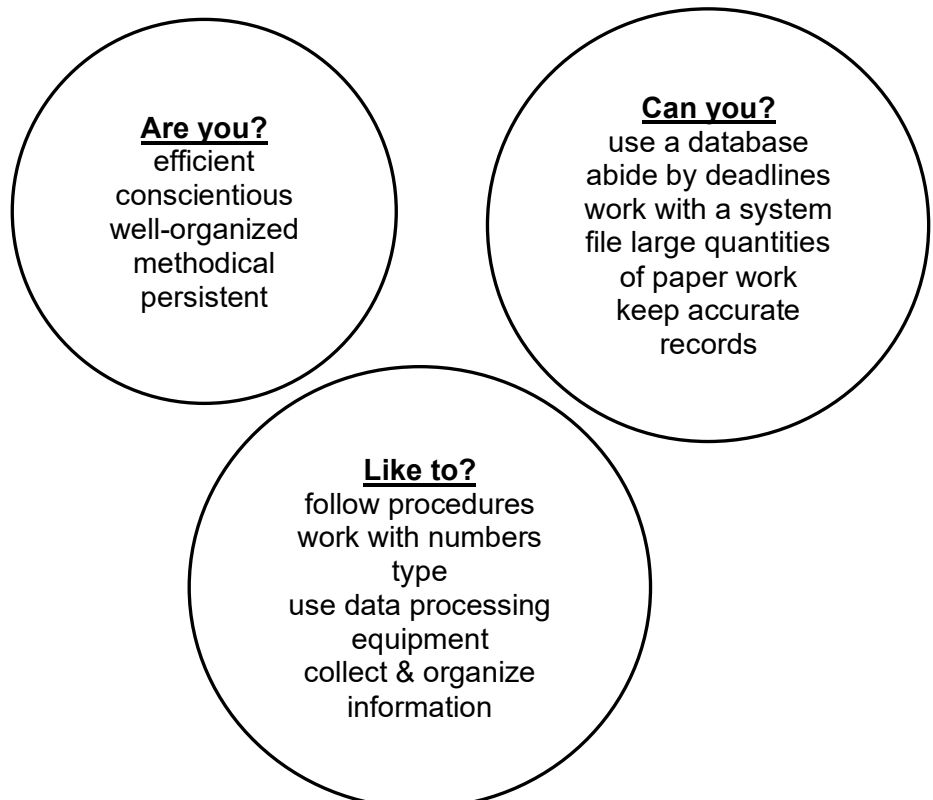 Are you?
efficient
conscientious
well-organized
methodical
persistent
Can you?
use a database
abide by deadlines
work with a system
file large quantities
of paper work
keep accurate
records
Like to?
follow procedures
work with numbers
type
use data processing
equipment
collect & organize
information